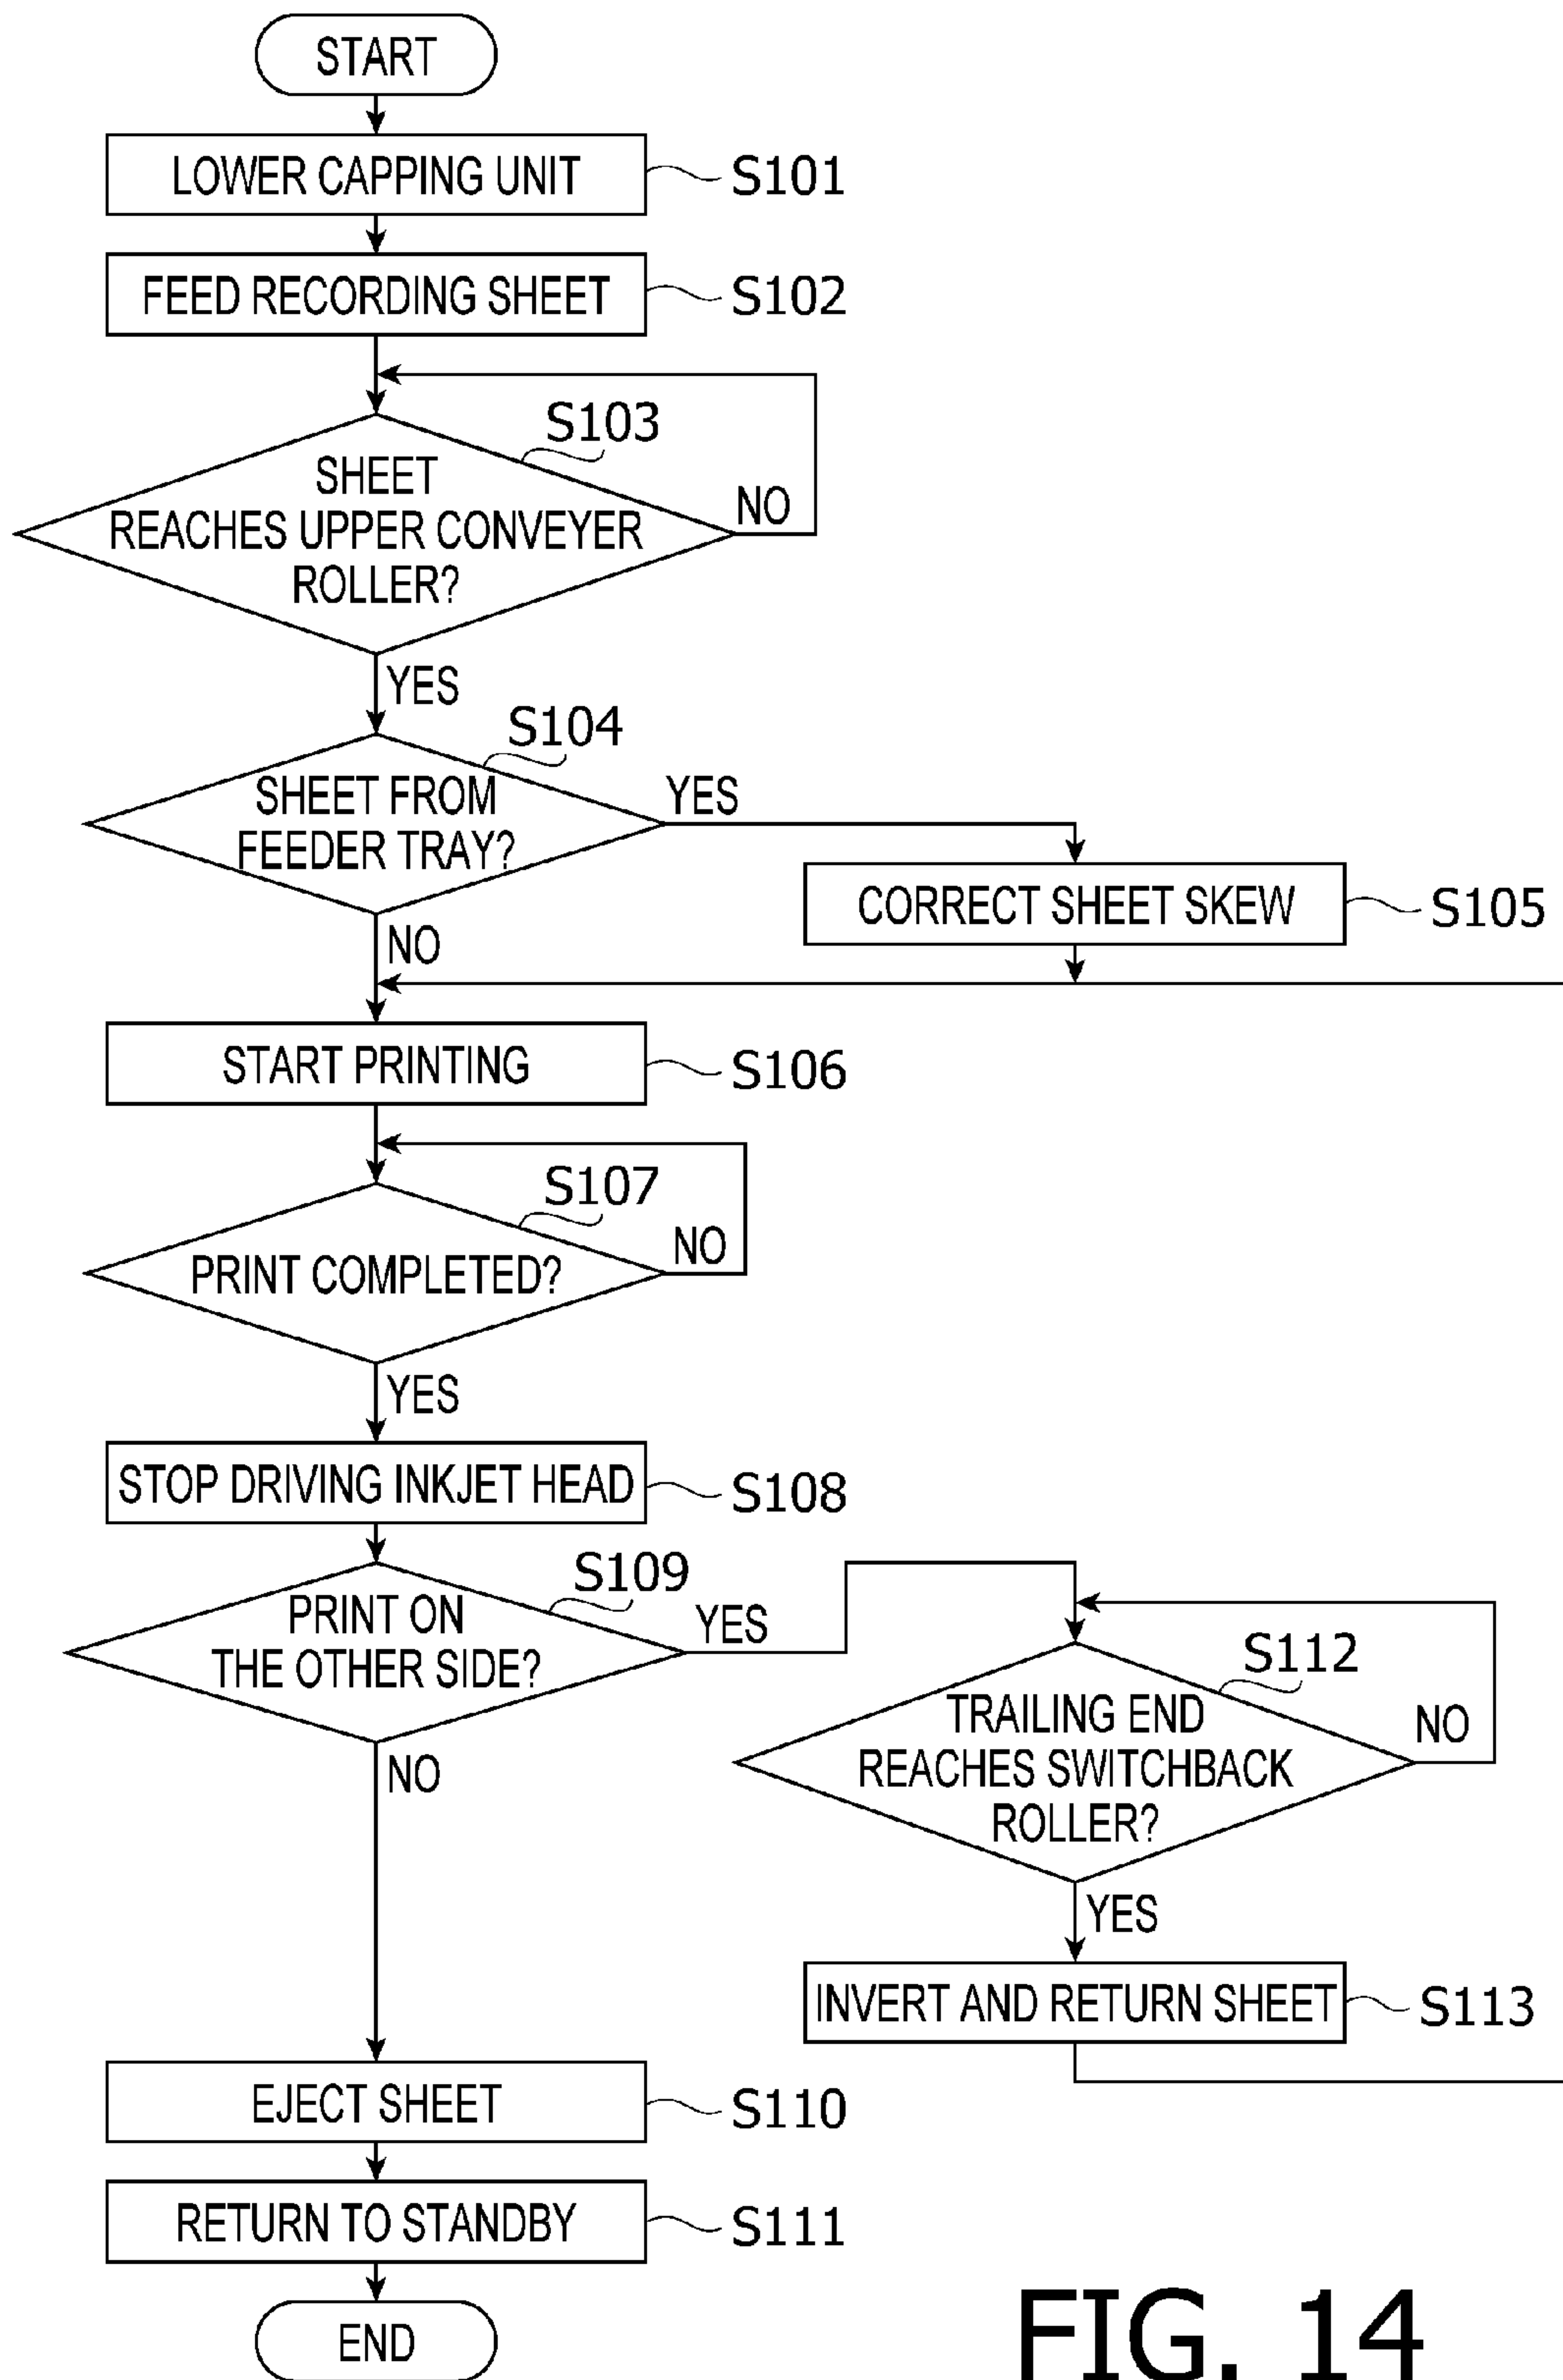 START
LOWER CAPPING UNIT
S101
FEED RECORDING SHEET
S102
S103
SHEET
REACHES UPPER CONVEYER
ROLLER?
NO
YES
S104
SHEET FROM
FEEDER TRAY?
YES
CORRECT SHEET SKEW
S105
NO
START PRINTING
S106
S107
PRINT COMPLETED?
NO
YES
STOP DRIVING INKJET HEAD
S108
S109
PRINT ON
THE OTHER SIDE?
YES
S112
TRAILING END
REACHES SWITCHBACK
ROLLER?
NO
NO
YES
INVERT AND RETURN SHEET
S113
EJECT SHEET
S110
RETURN TO STANDBY
S111
END
FIG. 14